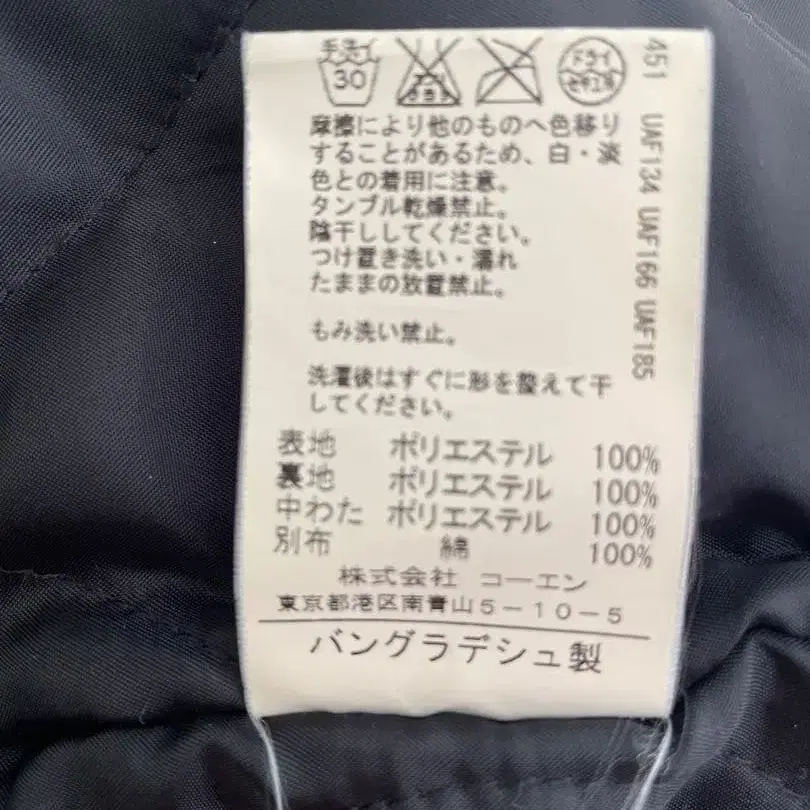 手洗イ 30 エンソサラシ ドライ セキユ系
摩擦により他のものへ色移り
することがあるため、白・淡
色との着用に注意。
タンブル乾燥禁止。
陰干ししてください。
つけ置き洗い・濡れ
たままの放置禁止。
もみ洗い禁止。
洗濯後はすぐに形を整えて干
してください。
表地 ポリエステル 100%
裏地 ポリエステル 100%
中わた ポリエステル 100%
別布 綿 100%
株式会社 コーエン
東京都港区南青山5-10-5
バングラデシュ製
451 UAF134 UAF166 UAF185